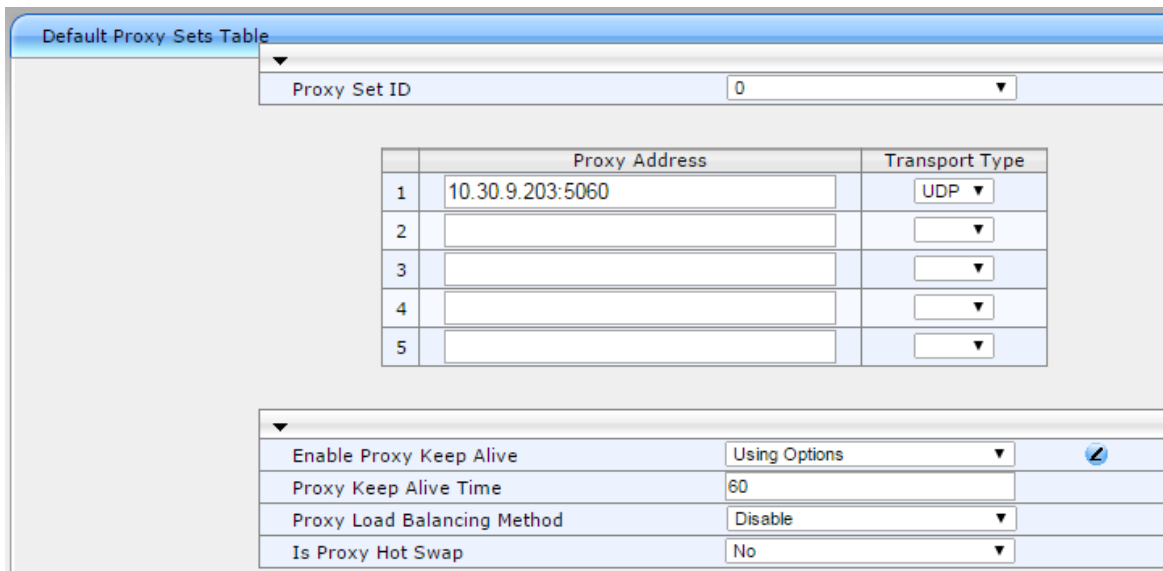 Default Proxy Sets Table
Proxy Set ID 0
Proxy Address Transport Type
1 10.30.9.203:5060 UDP
2
3
4
5
Enable Proxy Keep Alive Using Options
Proxy Keep Alive Time 60
Proxy Load Balancing Method Disable
Is Proxy Hot Swap No